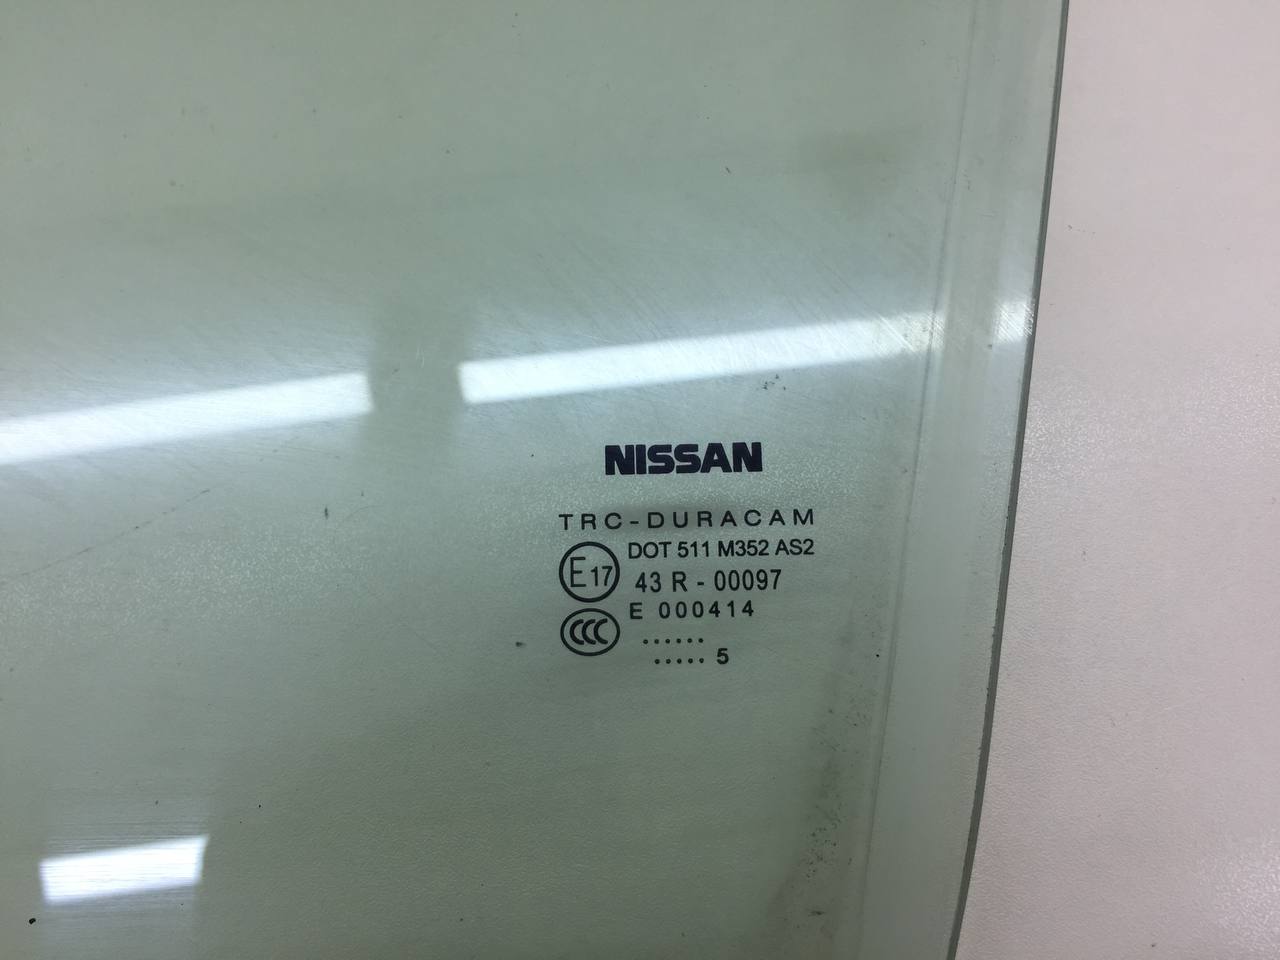 NISSAN
TRC-DURACAM
DOT 511 M352 AS2
E17 43 R - 00097
E 000414
CCC ......
..... 5